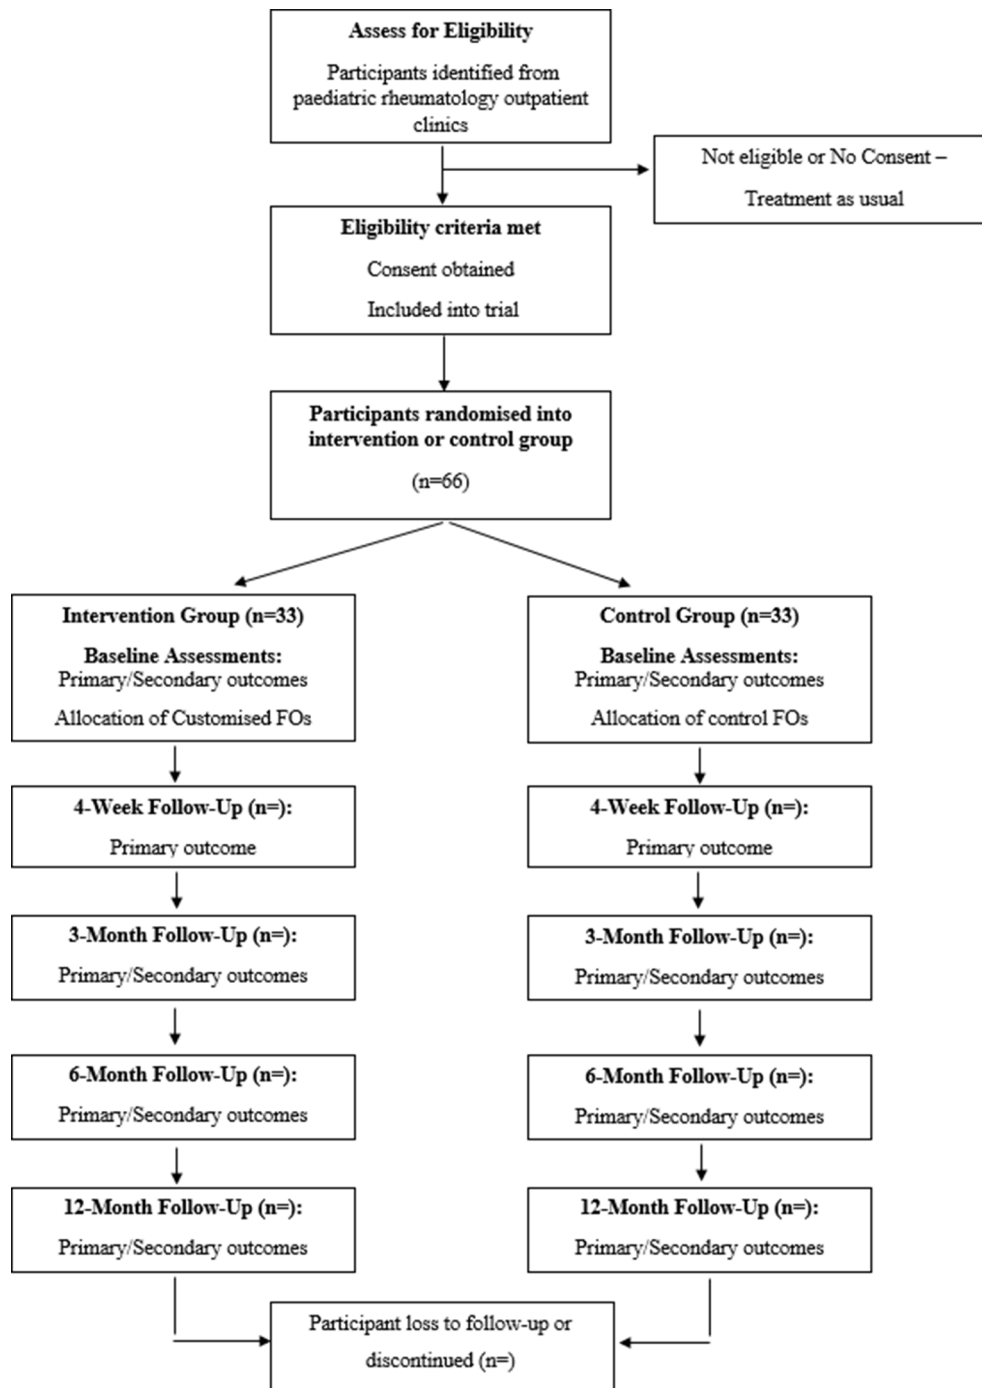 Assess for Eligibility
Participants identified from
paediatric rheumatology outpatient
clinics
Not eligible or No Consent –
Treatment as usual
Eligibility criteria met
Consent obtained
Included into trial
Participants randomised into
intervention or control group
(n=66)
Intervention Group (n=33)
Baseline Assessments:
Primary/Secondary outcomes
Allocation of Customised FOs
Control Group (n=33)
Baseline Assessments:
Primary/Secondary outcomes
Allocation of control FOs
4-Week Follow-Up (n=):
Primary outcome
4-Week Follow-Up (n=):
Primary outcome
3-Month Follow-Up (n=):
Primary/Secondary outcomes
3-Month Follow-Up (n=):
Primary/Secondary outcomes
6-Month Follow-Up (n=):
Primary/Secondary outcomes
6-Month Follow-Up (n=):
Primary/Secondary outcomes
12-Month Follow-Up (n=):
Primary/Secondary outcomes
12-Month Follow-Up (n=):
Primary/Secondary outcomes
Participant loss to follow-up or
discontinued (n=)